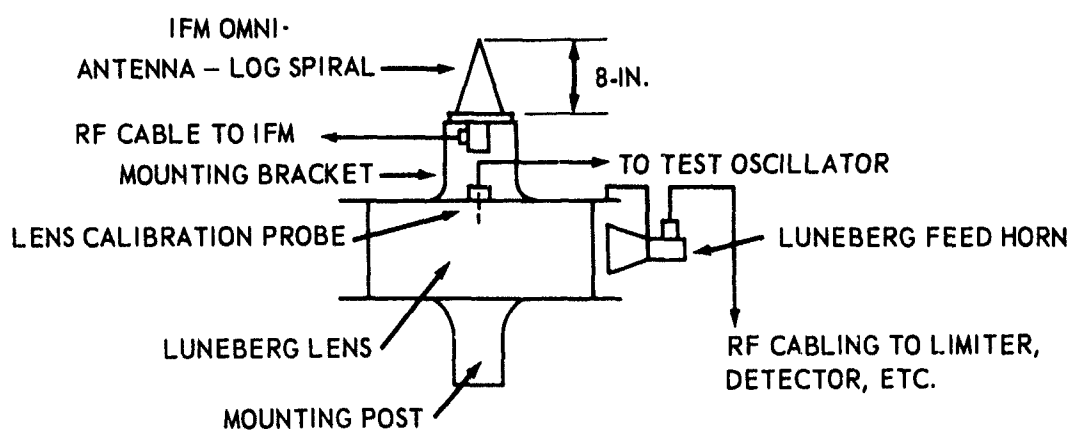 IFM OMNI-
ANTENNA – LOG SPIRAL
8-IN.
RF CABLE TO IFM
TO TEST OSCILLATOR
MOUNTING BRACKET
LENS CALIBRATION PROBE
LUNEBERG FEED HORN
LUNEBERG LENS
RF CABLING TO LIMITER,
DETECTOR, ETC.
MOUNTING POST